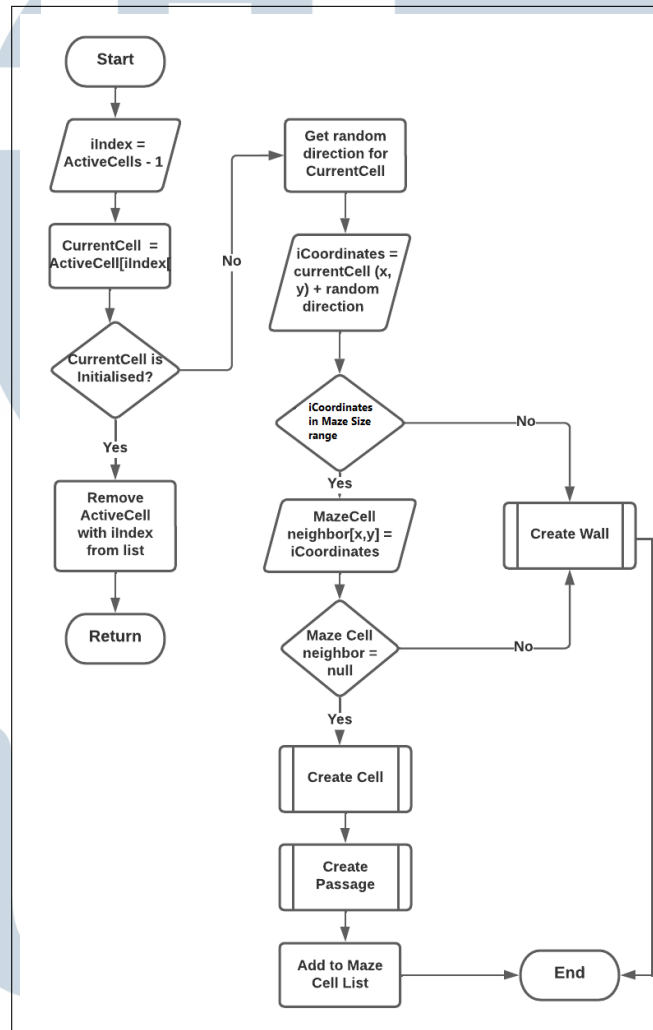 Start
iIndex =
ActiveCells - 1
CurrentCell =
ActiveCell[iIndex[
CurrentCell is
Initialised?
No
Yes
Remove
ActiveCell
with iIndex
from list
Return
Get random
direction for
CurrentCell
iCoordinates =
currentCell (x,
y) + random
direction
iCoordinates
in Maze Size
range
No
Yes
MazeCell
neighbor[x,y] =
iCoordinates
Create Wall
Maze Cell
neighbor =
null
No
Yes
Create Cell
Create
Passage
Add to Maze
Cell List
End